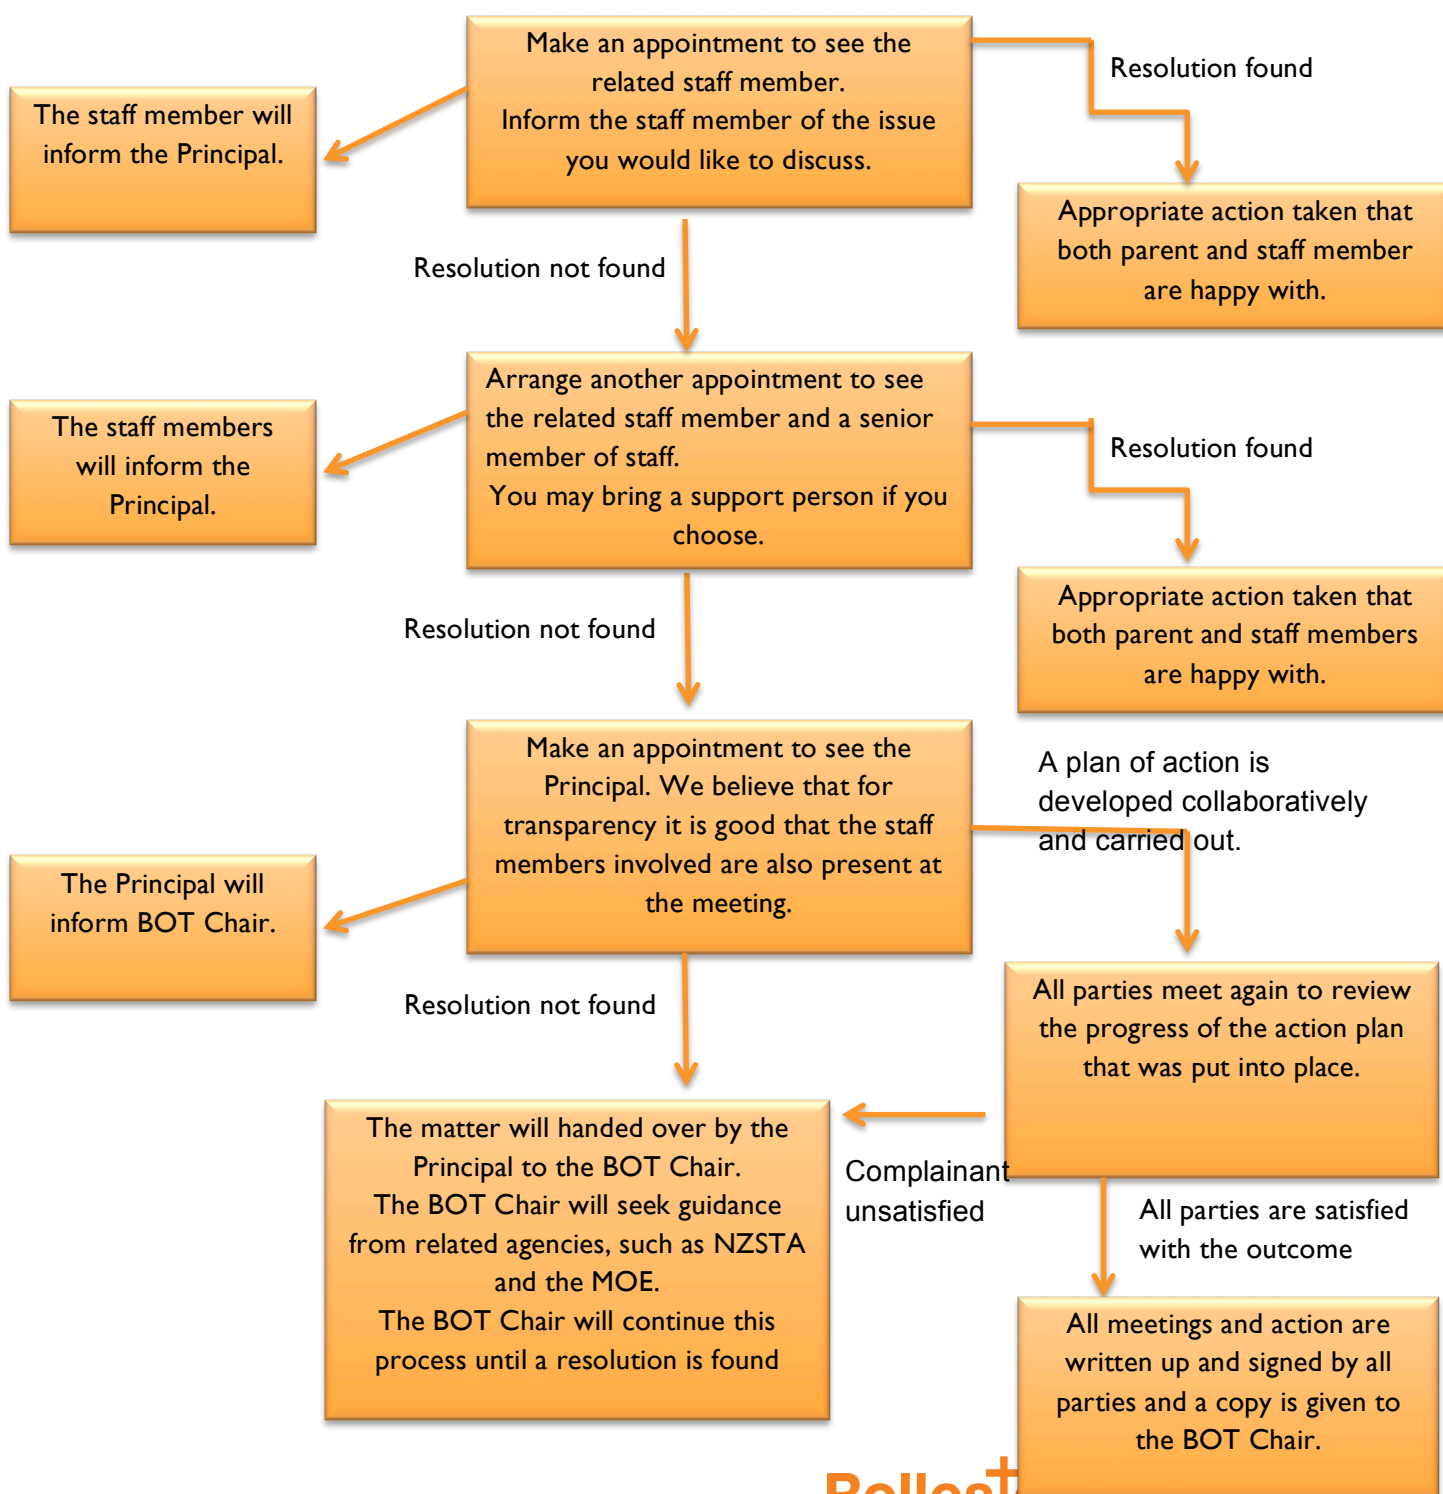 Make an appointment to see the
related staff member.
Inform the staff member of the issue
you would like to discuss.
Resolution found
The staff member will
inform the Principal.
Appropriate action taken that
both parent and staff member
are happy with.
Resolution not found
Arrange another appointment to see
the related staff member and a senior
member of staff.
You may bring a support person if you
choose.
The staff members
will inform the
Principal.
Resolution found
Appropriate action taken that
both parent and staff members
are happy with.
Resolution not found
Make an appointment to see the
Principal. We believe that for
transparency it is good that the staff
members involved are also present at
the meeting.
A plan of action is
developed collaboratively
and carried out.
The Principal will
inform BOT Chair.
All parties meet again to review
the progress of the action plan
that was put into place.
Resolution not found
The matter will handed over by the
Principal to the BOT Chair.
The BOT Chair will seek guidance
from related agencies, such as NZSTA
and the MOE.
The BOT Chair will continue this
process until a resolution is found
Complainant
unsatisfied
All parties are satisfied
with the outcome
All meetings and action are
written up and signed by all
parties and a copy is given to
the BOT Chair.